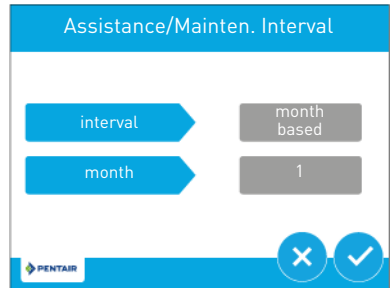 Assistance/Mainten. Interval
interval
month
based
month
1
PENTAIR